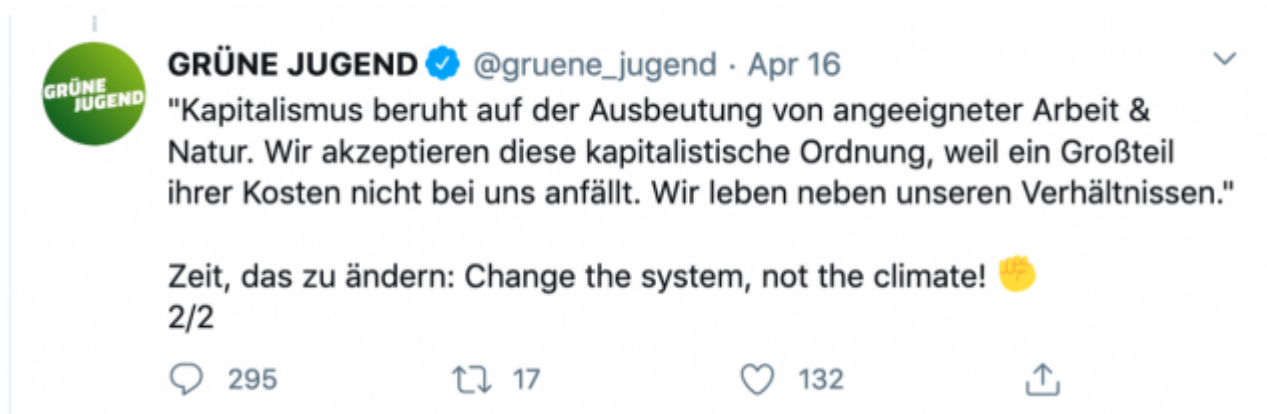 GRÜNE JUGEND @gruene_jugend · Apr 16
GRÜNE
JUGEND
"Kapitalismus beruht auf der Ausbeutung von angeeigneter Arbeit &
Natur. Wir akzeptieren diese kapitalistische Ordnung, weil ein Großteil
ihrer Kosten nicht bei uns anfällt. Wir leben neben unseren Verhältnissen."
Zeit, das zu ändern: Change the system, not the climate! ✊
2/2
295 17 132